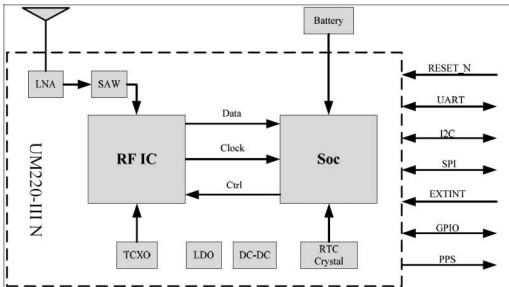 Battery
RESET_N
LNA
SAW
UART
Data
I2C
RF IC
Clock
Soc
SPI
Ctrl
EXTINT
UM220-III N
GPIO
TCXO
LDO
DC-DC
RTC
Crystal
PPS